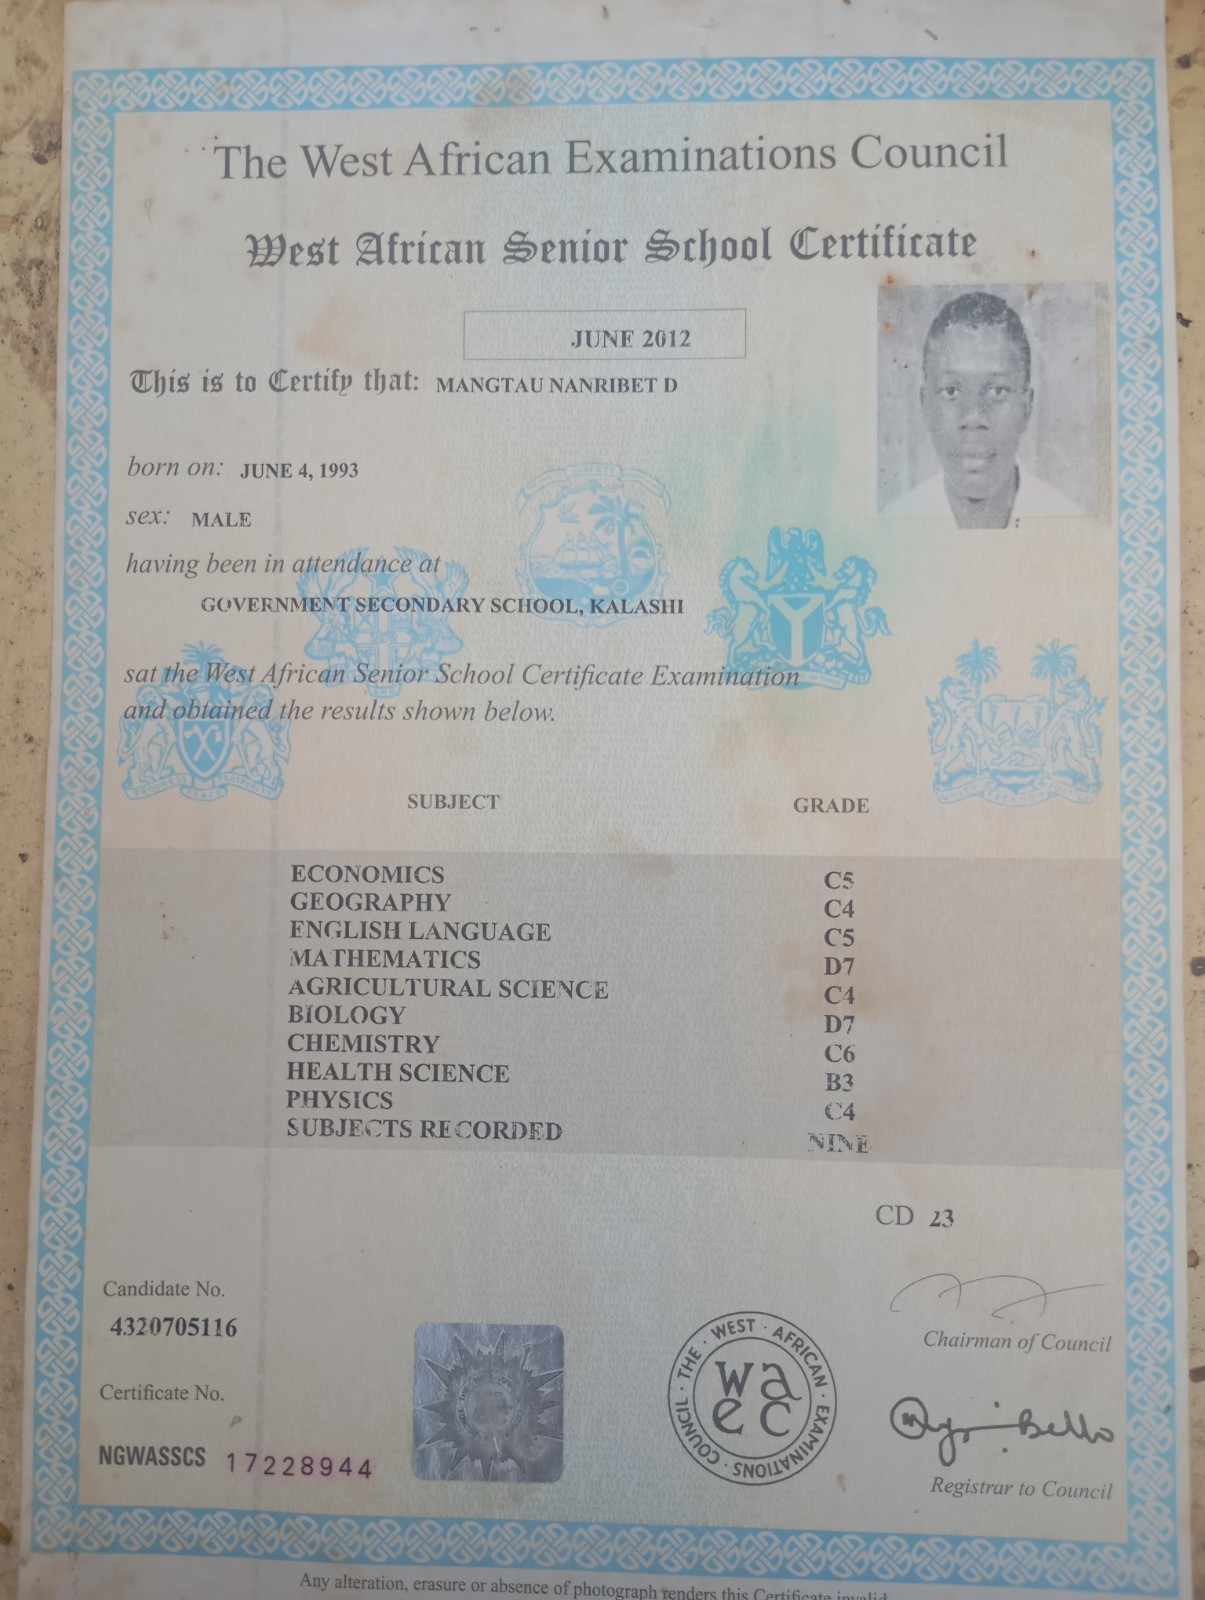 The West African Examinations Council
West African Senior School Certificate
JUNE 2012
This is to Certify that: MANGTAU NANRIBET D
born on: JUNE 4, 1993
sex: MALE
having been in attendance at
GOVERNMENT SECONDARY SCHOOL, KALASHI
sat the West African Senior School Certificate Examination
and obtained the results shown below.
SUBJECT GRADE
ECONOMICS C5
GEOGRAPHY C4
ENGLISH LANGUAGE C5
MATHEMATICS D7
AGRICULTURAL SCIENCE C4
BIOLOGY D7
CHEMISTRY C6
HEALTH SCIENCE B3
PHYSICS C4
SUBJECTS RECORDED NINE
CD 23
Candidate No.
4320705116
Chairman of Council
Certificate No.
NGWASSCS 17228944
THE · WEST · AFRICAN · EXAMINATIONS · COUNCIL
wa
ec
Bello
Registrar to Council
Any alteration, erasure or absence of photograph renders this Certificate invalid